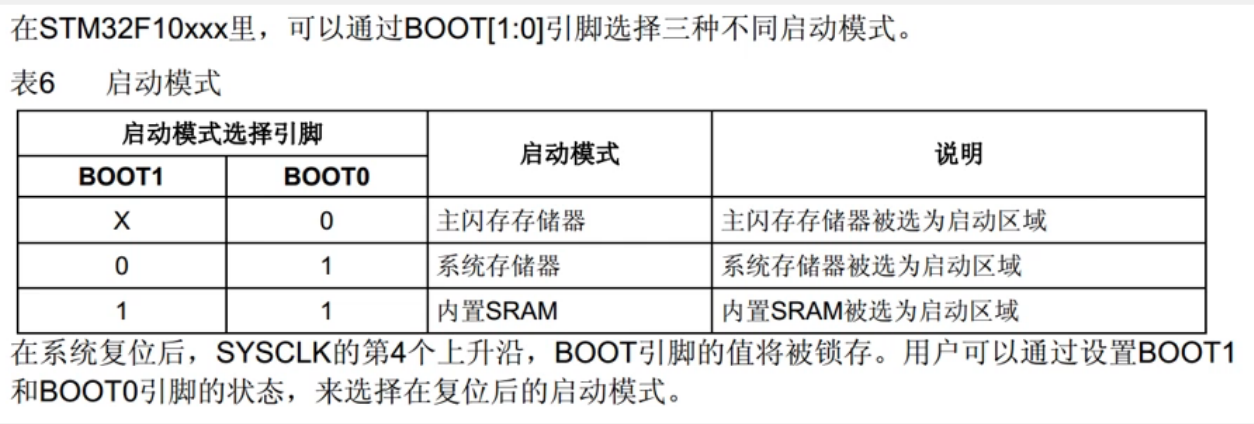 在STM32F10xxx里，可以通过BOOT[1:0]引脚选择三种不同启动模式。
表6 启动模式
启动模式选择引脚 启动模式 说明
BOOT1 BOOT0
X 0 主闪存存储器 主闪存存储器被选为启动区域
0 1 系统存储器 系统存储器被选为启动区域
1 1 内置SRAM 内置SRAM被选为启动区域
在系统复位后，SYSCLK的第4个上升沿，BOOT引脚的值将被锁存。用户可以通过设置BOOT1
和BOOT0引脚的状态，来选择在复位后的启动模式。